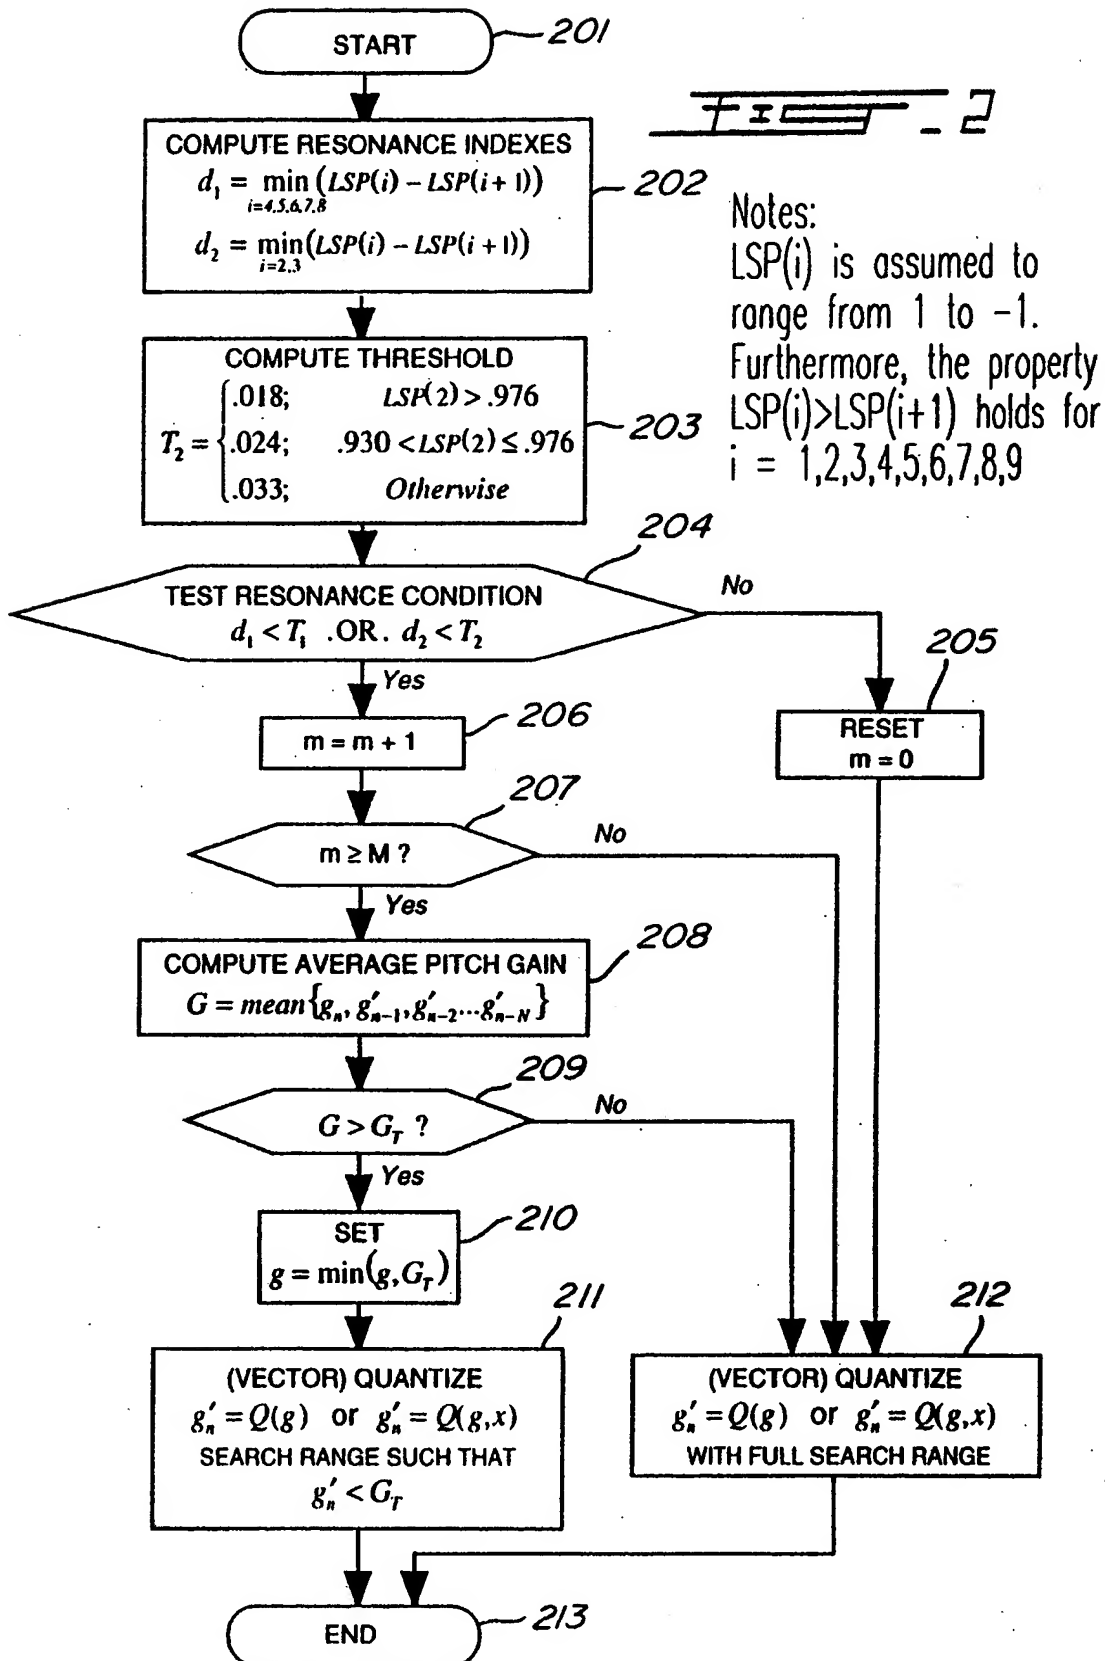 START
201
Fig_2
COMPUTE RESONANCE INDEXES
d₁ = min (LSP(i) − LSP(i+1))
i=4,5,6,7,8
d₂ = min (LSP(i) − LSP(i+1))
i=2,3
202
Notes:
LSP(i) is assumed to
range from 1 to -1.
Furthermore, the property
LSP(i)>LSP(i+1) holds for
i = 1,2,3,4,5,6,7,8,9
COMPUTE THRESHOLD
.018; LSP(2) > .976
T₂ = { .024; .930 < LSP(2) ≤ .976
.033; Otherwise
203
204
TEST RESONANCE CONDITION
d₁ < T₁ .OR. d₂ < T₂
No
Yes
205
RESET
m = 0
206
m = m + 1
207
m ≥ M ?
No
Yes
208
COMPUTE AVERAGE PITCH GAIN
G = mean{gₙ, g′ₙ₋₁, g′ₙ₋₂...g′ₙ₋N}
209
G > G_T ?
No
Yes
210
SET
g = min(g, G_T)
211
(VECTOR) QUANTIZE
g′ₙ = Q(g) or g′ₙ = Q(g,x)
SEARCH RANGE SUCH THAT
g′ₙ < G_T
212
(VECTOR) QUANTIZE
g′ₙ = Q(g) or g′ₙ = Q(g,x)
WITH FULL SEARCH RANGE
END
213